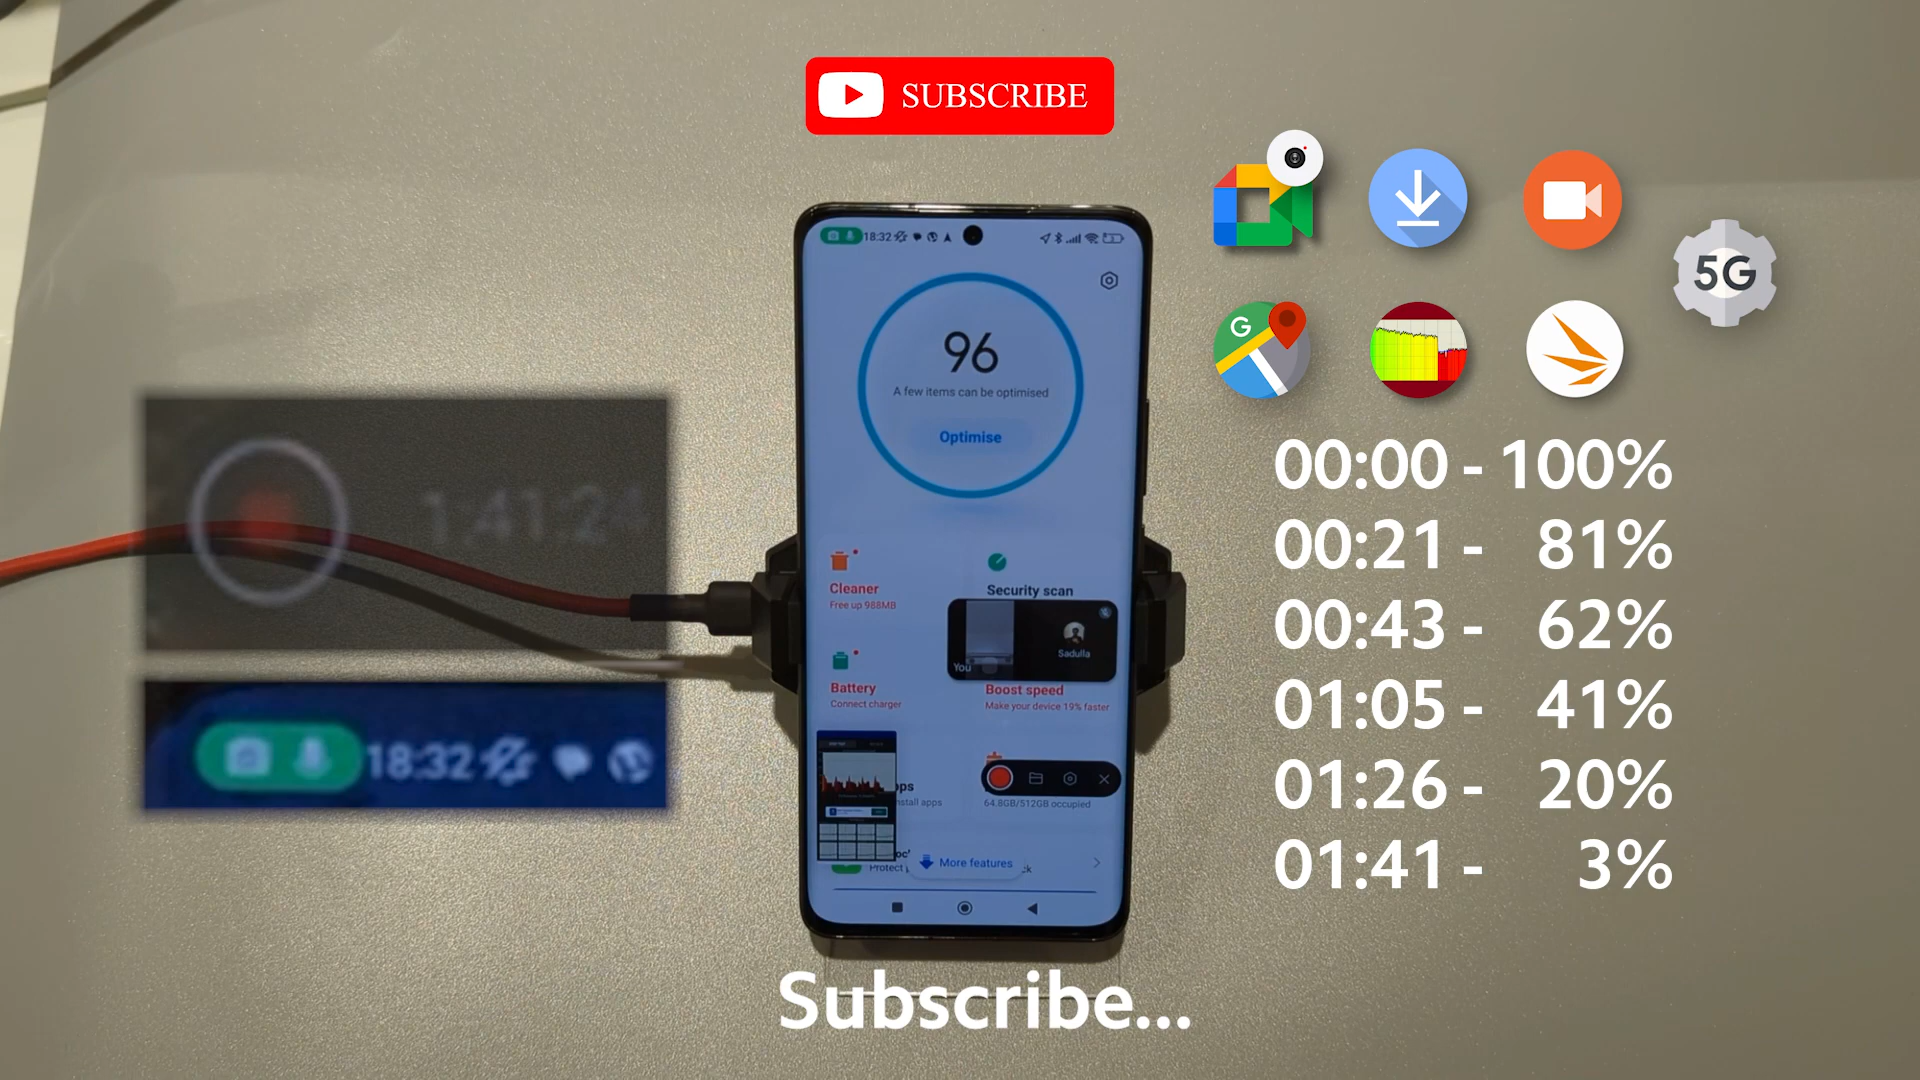 SUBSCRIBE
5G
G
18:32
96
A few items can be optimised
Optimise
Cleaner
Free up 988MB
Security scan
You
Sadulla
Battery
Connect charger
Boost speed
Make your device 19% faster
64.8GB/512GB occupied
More features
1:41:24
18:32
00:00 - 100%
00:21 - 81%
00:43 - 62%
01:05 - 41%
01:26 - 20%
01:41 - 3%
Subscribe...